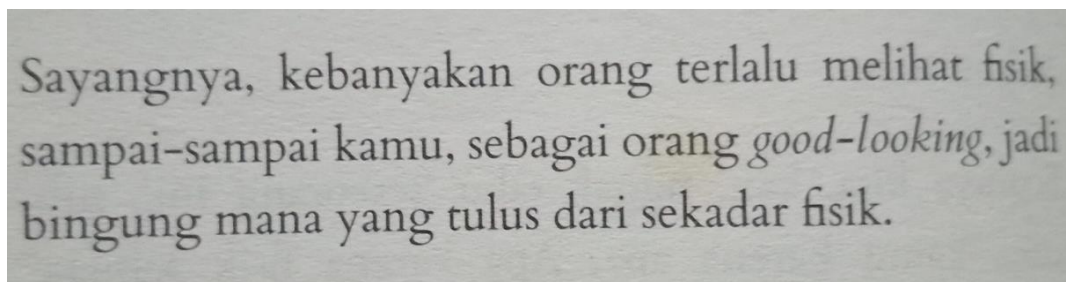 Sayangnya, kebanyakan orang terlalu melihat fisik,
sampai-sampai kamu, sebagai orang good-looking, jadi
bingung mana yang tulus dari sekadar fisik.